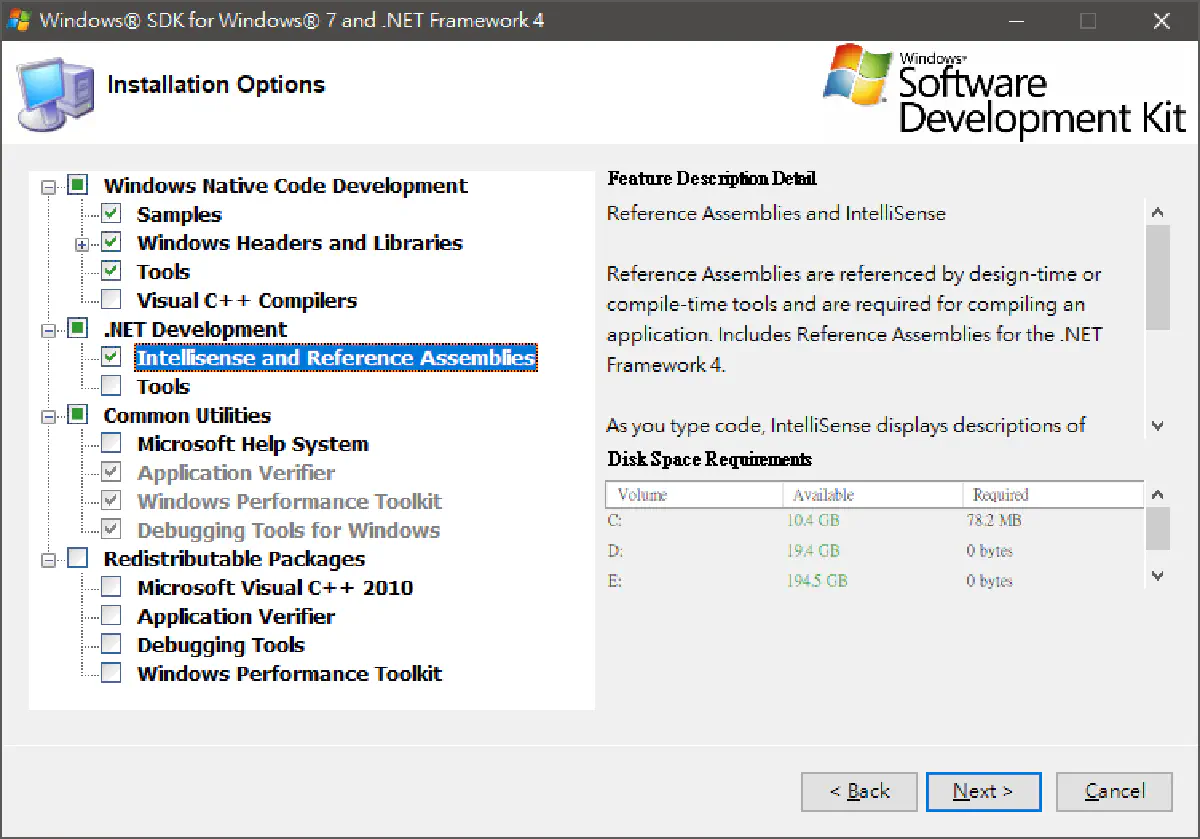 Windows® SDK for Windows® 7 and .NET Framework 4
Installation Options
Windows
Software
Development Kit
Windows Native Code Development
Samples
Windows Headers and Libraries
Tools
Visual C++ Compilers
.NET Development
Intellisense and Reference Assemblies
Tools
Common Utilities
Microsoft Help System
Application Verifier
Windows Performance Toolkit
Debugging Tools for Windows
Redistributable Packages
Microsoft Visual C++ 2010
Application Verifier
Debugging Tools
Windows Performance Toolkit
Feature Description Detail
Reference Assemblies and IntelliSense
Reference Assemblies are referenced by design-time or
compile-time tools and are required for compiling an
application. Includes Reference Assemblies for the .NET
Framework 4.
As you type code, IntelliSense displays descriptions of
Disk Space Requirements
Volume Available Required
C: 10.4 GB 78.2 MB
D: 19.4 GB 0 bytes
E: 194.5 GB 0 bytes
< Back Next > Cancel